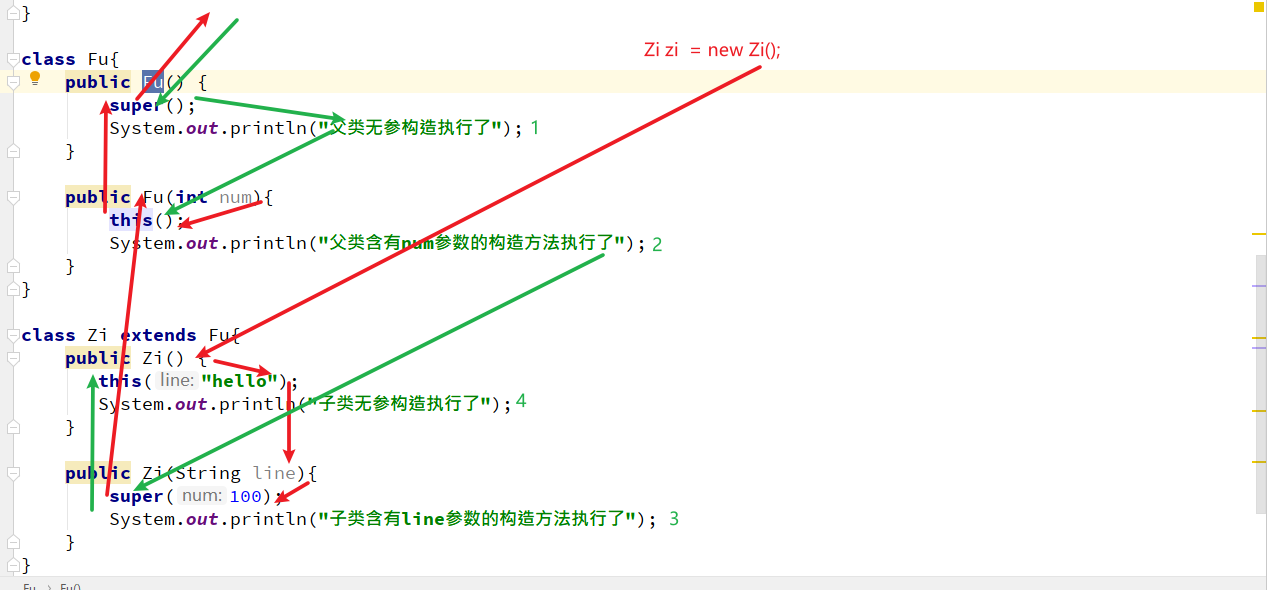 }
class Fu{
Zi zi = new Zi();
public Fu() {
super();
System.out.println("父类无参构造执行了"); 1
}
public Fu(int num){
this();
System.out.println("父类含有num参数的构造方法执行了"); 2
}
}
class Zi extends Fu{
public Zi() {
this( line: "hello");
System.out.println("子类无参构造执行了"); 4
}
public Zi(String line){
super( num: 100);
System.out.println("子类含有line参数的构造方法执行了"); 3
}
}
Fu > Fu()